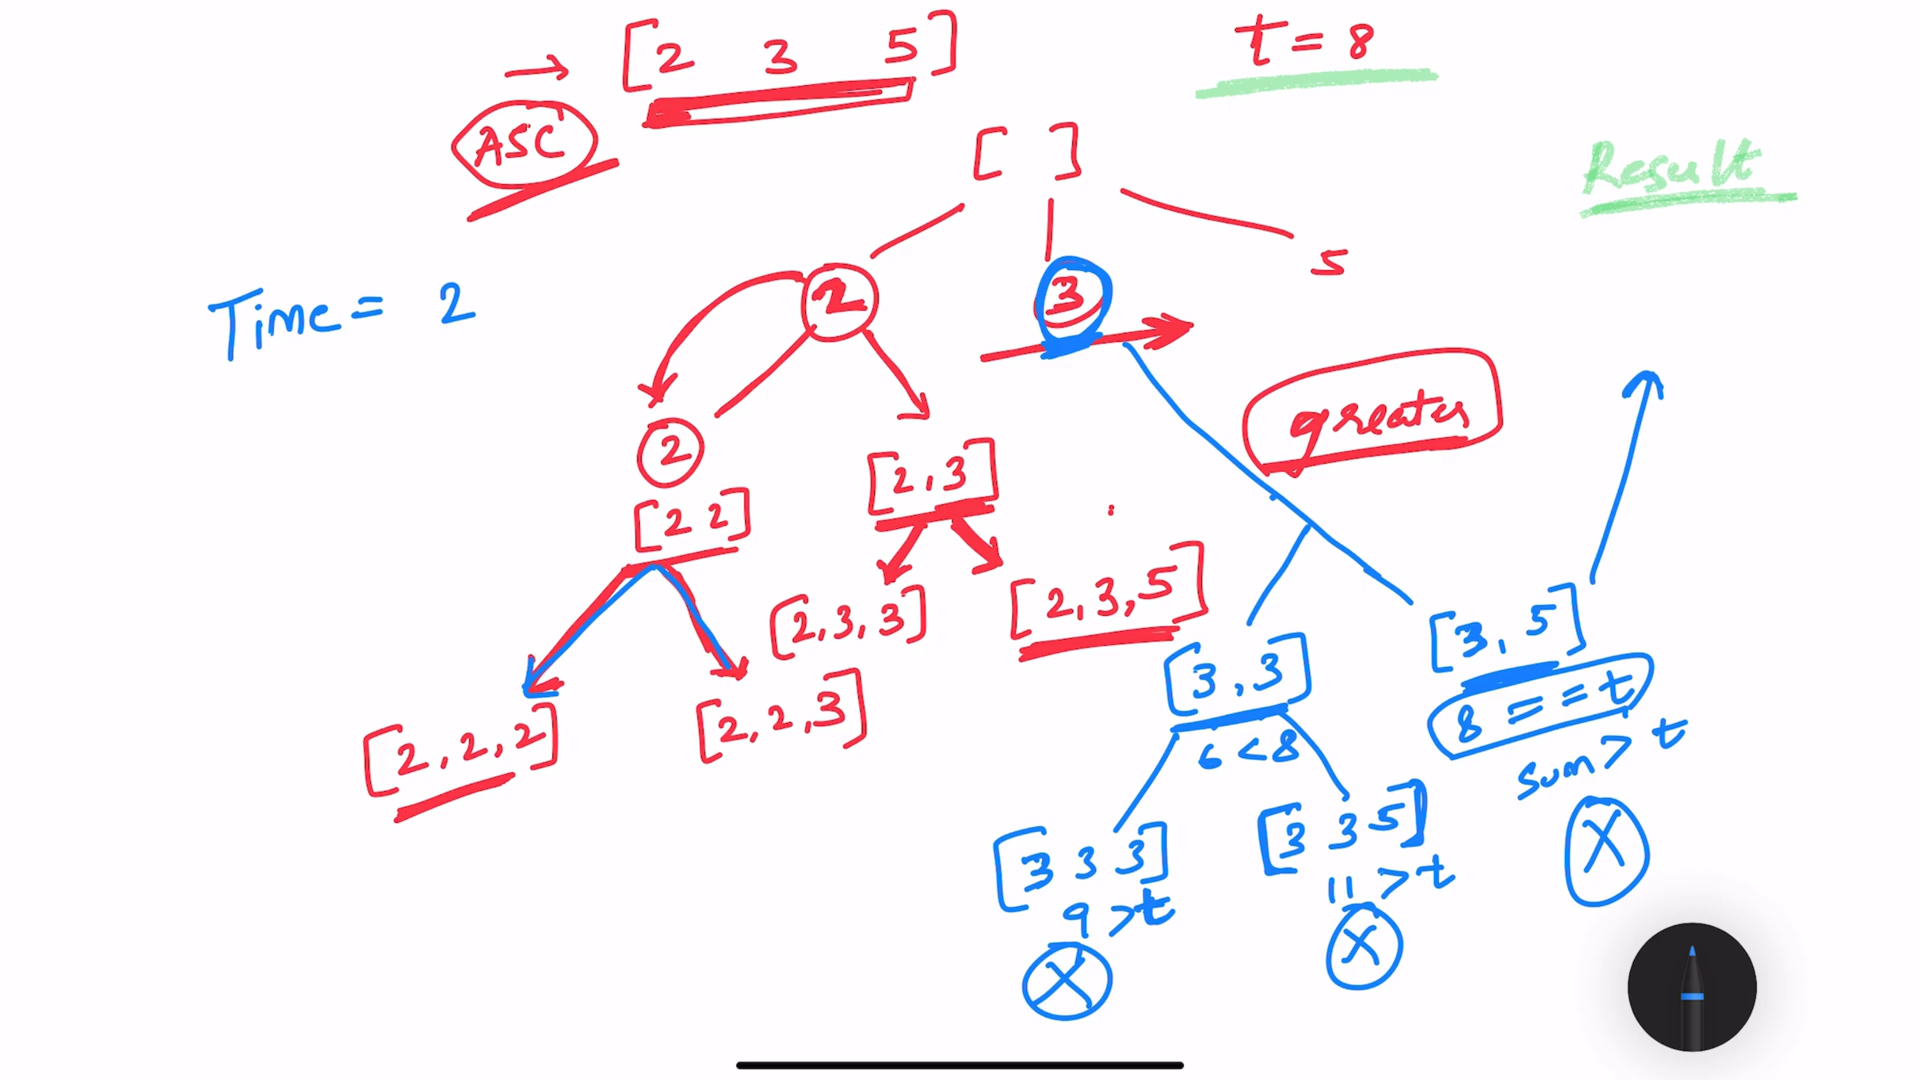 [2 3 5]
t = 8
ASC
[ ]
Result
2
3
5
Time = 2
greater
2
[2 2]
[2, 3]
[2, 3, 3]
[2, 3, 5]
[3, 3]
6 < 8
[3, 5]
8 = = t
sum > t
X
[2, 2, 2]
[2, 2, 3]
[3 3 3]
9 > t
X
[3 3 5]
11 > t
X